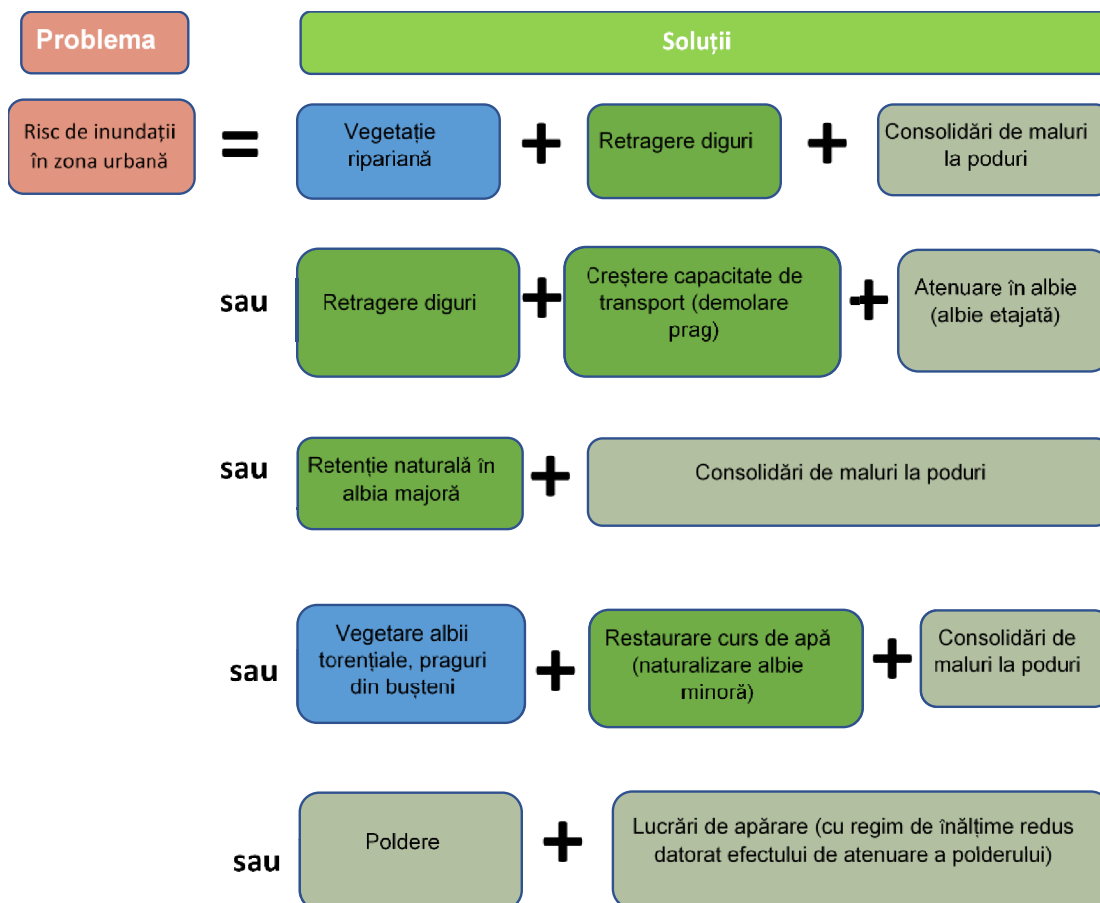 Problema
Soluții
Risc de inundații
în zona urbană
=
Vegetație
ripariană
+
Retragere diguri
+
Consolidări de maluri
la poduri
sau
Retragere diguri
+
Creștere capacitate de
transport (demolare
prag)
+
Atenuare în albie
(albie etajată)
sau
Retenție naturală în
albia majoră
+
Consolidări de maluri la poduri
sau
Vegetare albii
torențiale, praguri
din bușteni
+
Restaurare curs de apă
(naturalizare albie
minoră)
+
Consolidări de
maluri la poduri
sau
Poldere
+
Lucrări de apărare (cu regim de înălțime redus
datorat efectului de atenuare a polderului)